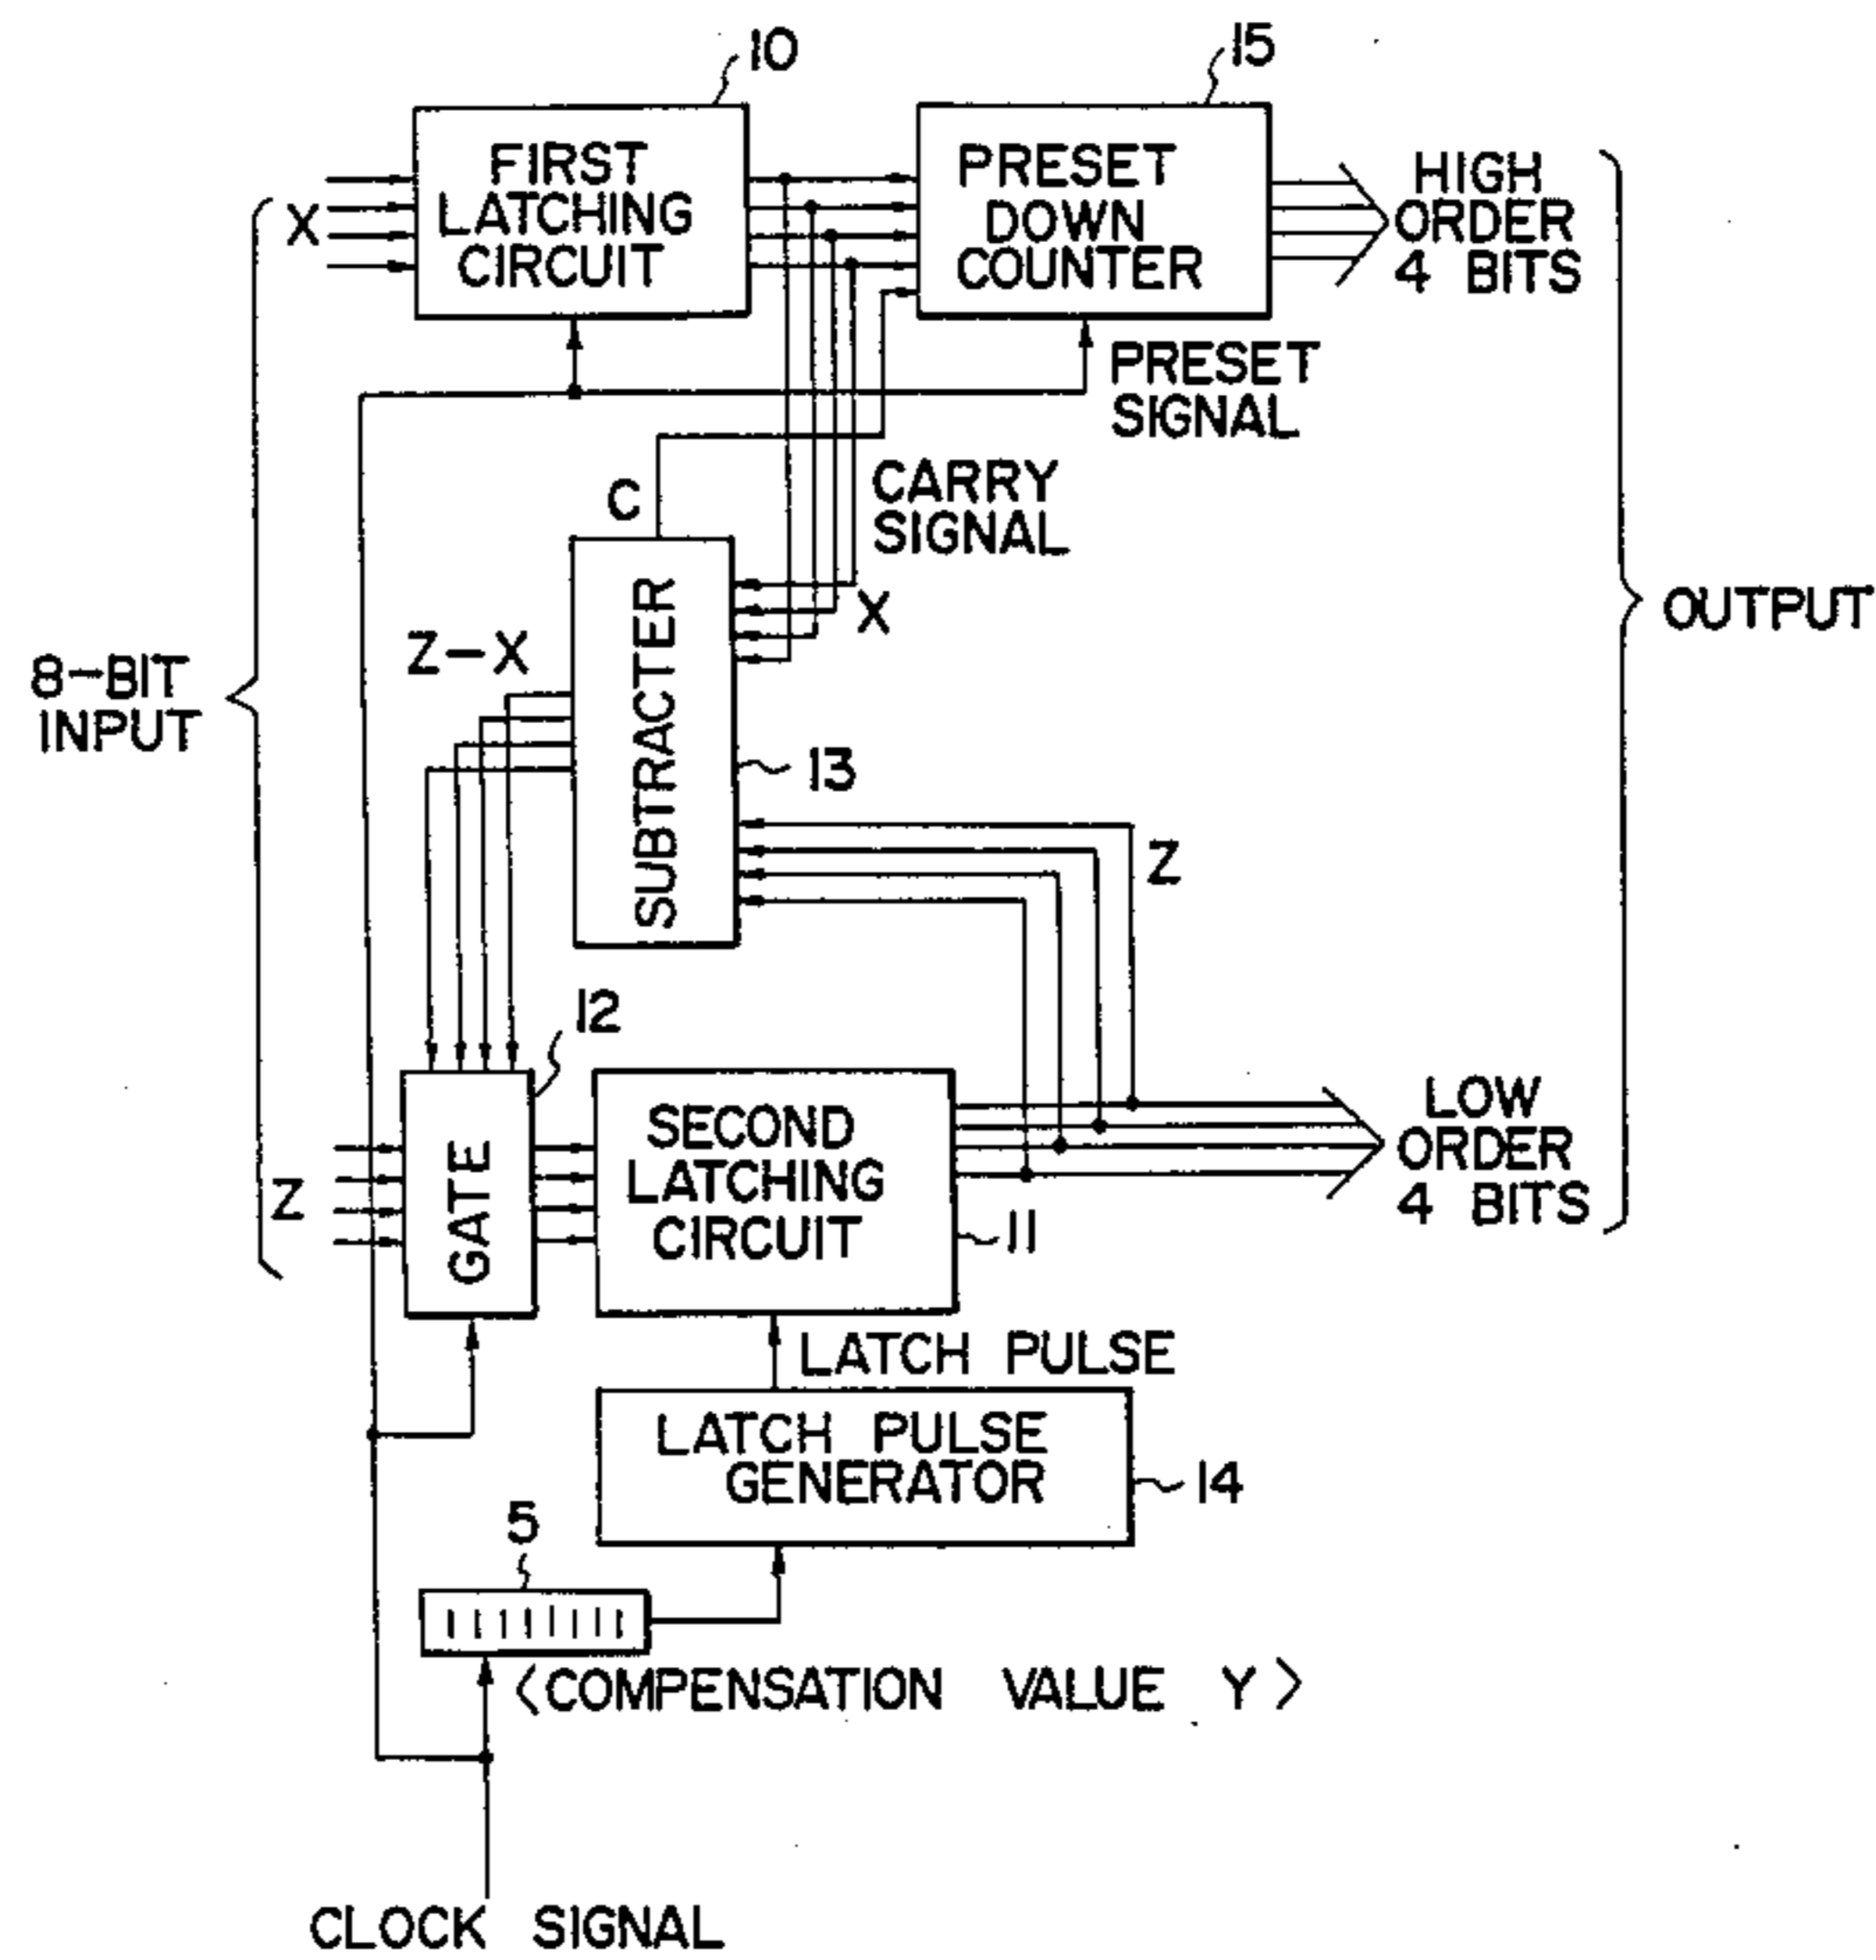 10
15
FIRST
LATCHING
CIRCUIT
PRESET
DOWN
COUNTER
HIGH
ORDER
4 BITS
X
PRESET
SIGNAL
CARRY
SIGNAL
C
X
SUBTRACTER
OUTPUT
Z-X
8-BIT
INPUT
13
Z
12
GATE
SECOND
LATCHING
CIRCUIT
LOW
ORDER
4 BITS
Z
11
LATCH PULSE
LATCH PULSE
GENERATOR
14
5
<COMPENSATION VALUE Y>
CLOCK SIGNAL